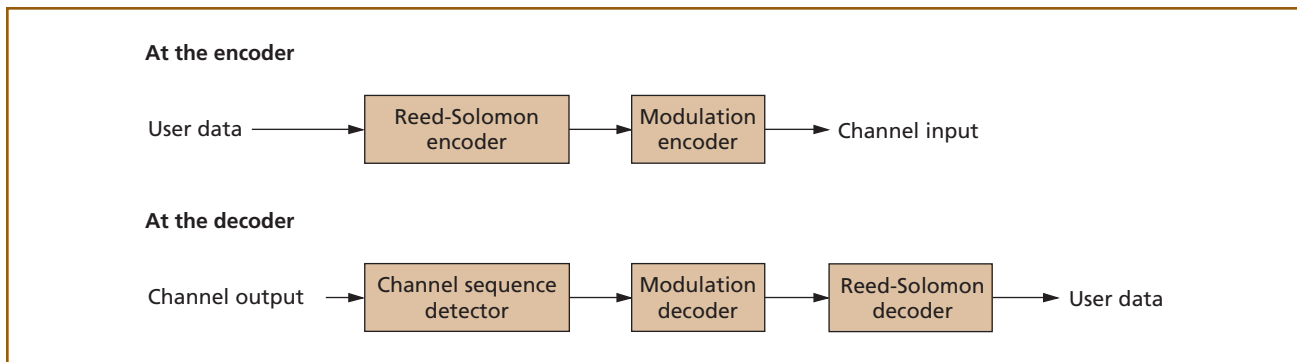 At the encoder
User data
Reed-Solomon
encoder
Modulation
encoder
Channel input
At the decoder
Channel output
Channel sequence
detector
Modulation
decoder
Reed-Solomon
decoder
User data